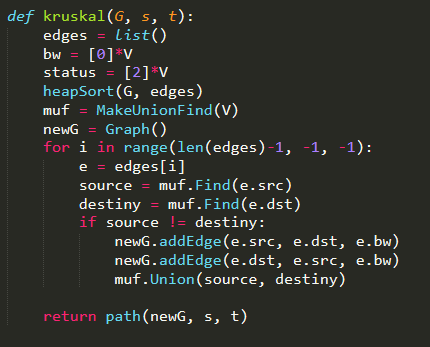 def kruskal(G, s, t):
    edges = list()
    bw = [0]*V
    status = [2]*V
    heapSort(G, edges)
    muf = MakeUnionFind(V)
    newG = Graph()
    for i in range(len(edges)-1, -1, -1):
        e = edges[i]
        source = muf.Find(e.src)
        destiny = muf.Find(e.dst)
        if source != destiny:
            newG.addEdge(e.src, e.dst, e.bw)
            newG.addEdge(e.dst, e.src, e.bw)
            muf.Union(source, destiny)
    return path(newG, s, t)